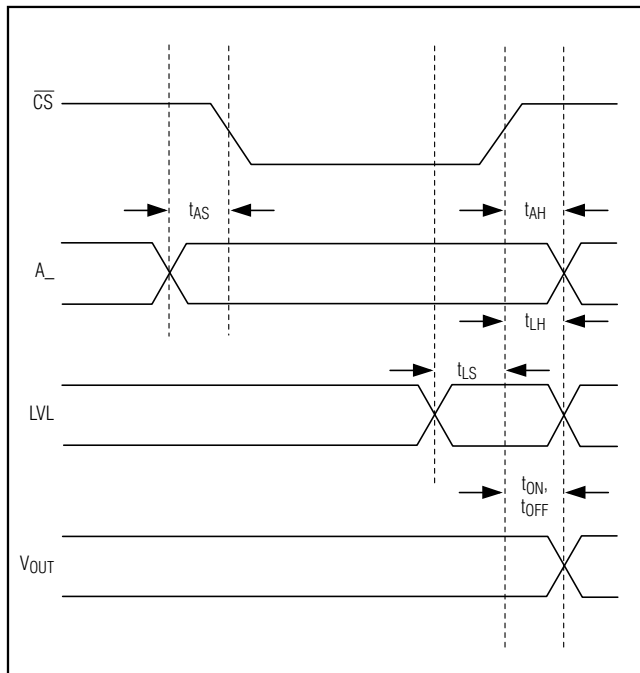 CS
tAS
tAH
A_
tLH
tLS
LVL
tON,
tOFF
VOUT